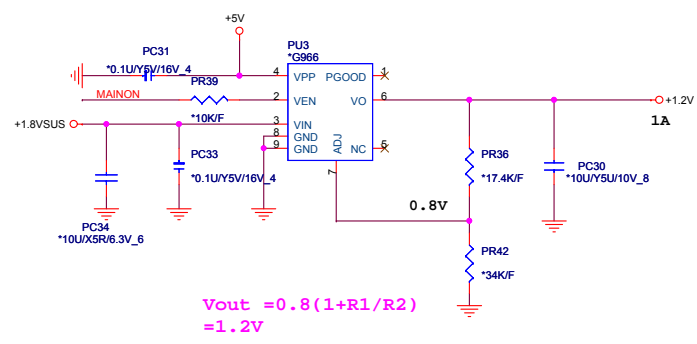 +5V
PC31
*0.1U/Y5V/16V_4
PU3
*G966
4 VPP PGOOD 1
PR39
MAINON
2 VEN VO 6
+1.2V
*10K/F
1A
+1.8VSUS
3 VIN
8 GND
9 GND
ADJ
NC 5
7
PC33
*0.1U/Y5V/16V_4
PR36
*17.4K/F
PC30
*10U/Y5U/10V_8
0.8V
PC34
*10U/X5R/6.3V_6
PR42
*34K/F
Vout =0.8(1+R1/R2)
=1.2V